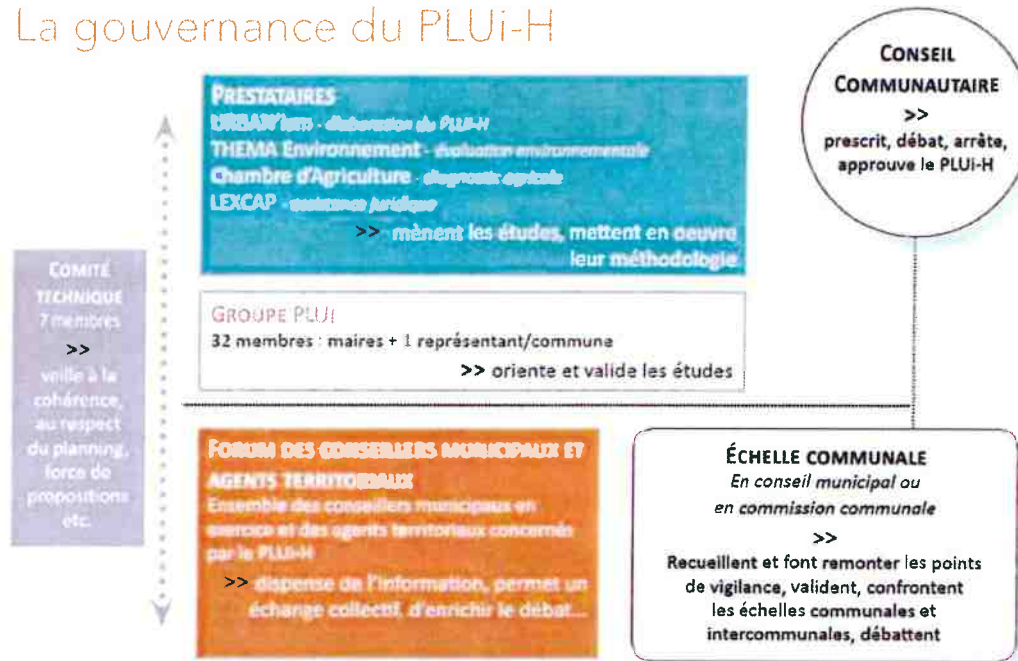 La gouvernance du PLUi-H
PRESTATAIRES
URBAN'ism - élaboration du PLUi-H
THEMA Environnement - évaluation environnementale
Chambre d'Agriculture - diagnostic agricole
LEXCAP - assistance juridique
>> mènent les études, mettent en oeuvre
leur méthodologie
CONSEIL
COMMUNAUTAIRE
>>
prescrit, débat, arrête,
approuve le PLUi-H
COMITÉ
TECHNIQUE
7 membres
>>
veille à la
cohérence,
au respect
du planning,
force de
propositions
etc.
GROUPE PLUi
32 membres : maires + 1 représentant/commune
>> oriente et valide les études
FORUM DES CONSEILLERS MUNICIPAUX ET
AGENTS TERRITORIAUX
Ensemble des conseillers municipaux en
exercice et des agents territoriaux concernés
par le PLUi-H
>> dispense de l'information, permet un
échange collectif, d'enrichir le débat...
ÉCHELLE COMMUNALE
En conseil municipal ou
en commission communale
>>
Recueillent et font remonter les points
de vigilance, valident, confrontent
les échelles communales et
intercommunales, débattent